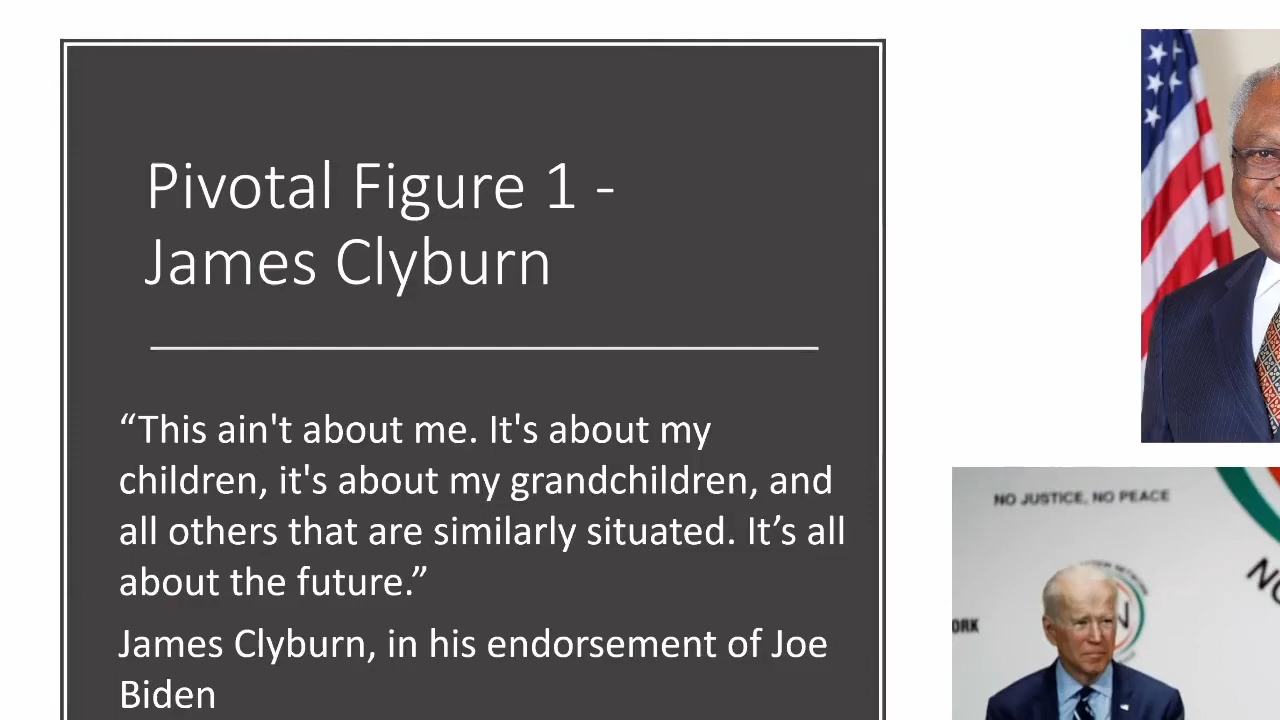 Pivotal Figure 1 -
James Clyburn
“This ain't about me. It's about my
children, it's about my grandchildren, and
all others that are similarly situated. It’s all
about the future.”
James Clyburn, in his endorsement of Joe
Biden
NO JUSTICE, NO PEACE